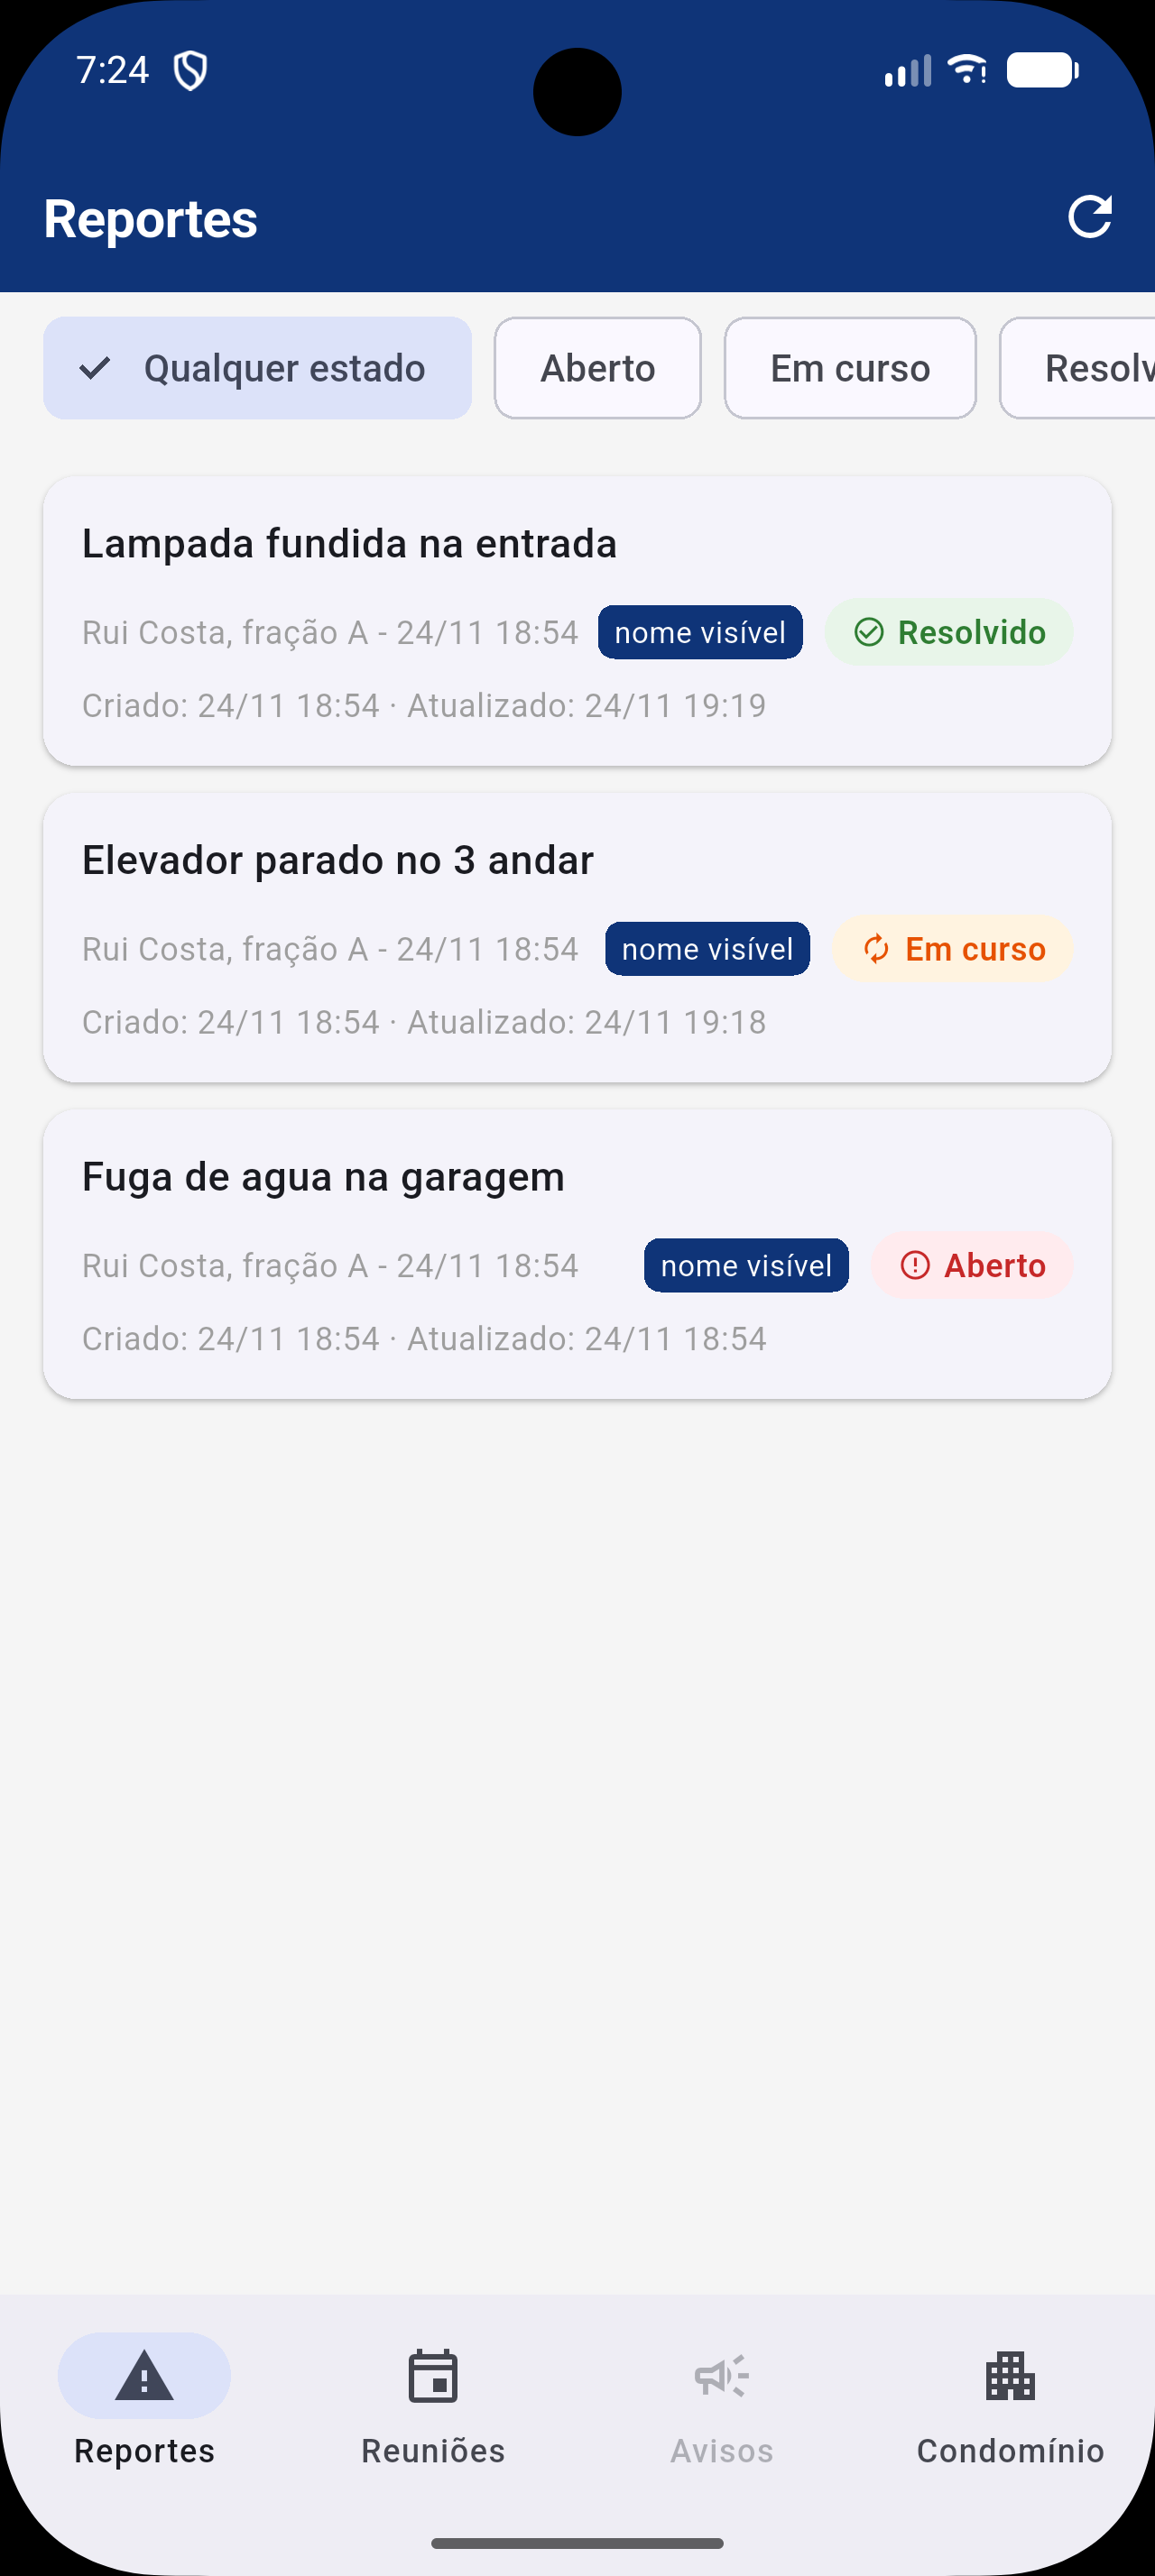 7:24
Reportes
Qualquer estado Aberto Em curso Resolv
Lampada fundida na entrada
Rui Costa, fração A - 24/11 18:54 nome visível Resolvido
Criado: 24/11 18:54 · Atualizado: 24/11 19:19
Elevador parado no 3 andar
Rui Costa, fração A - 24/11 18:54 nome visível Em curso
Criado: 24/11 18:54 · Atualizado: 24/11 19:18
Fuga de agua na garagem
Rui Costa, fração A - 24/11 18:54 nome visível Aberto
Criado: 24/11 18:54 · Atualizado: 24/11 18:54
Reportes Reuniões Avisos Condomínio